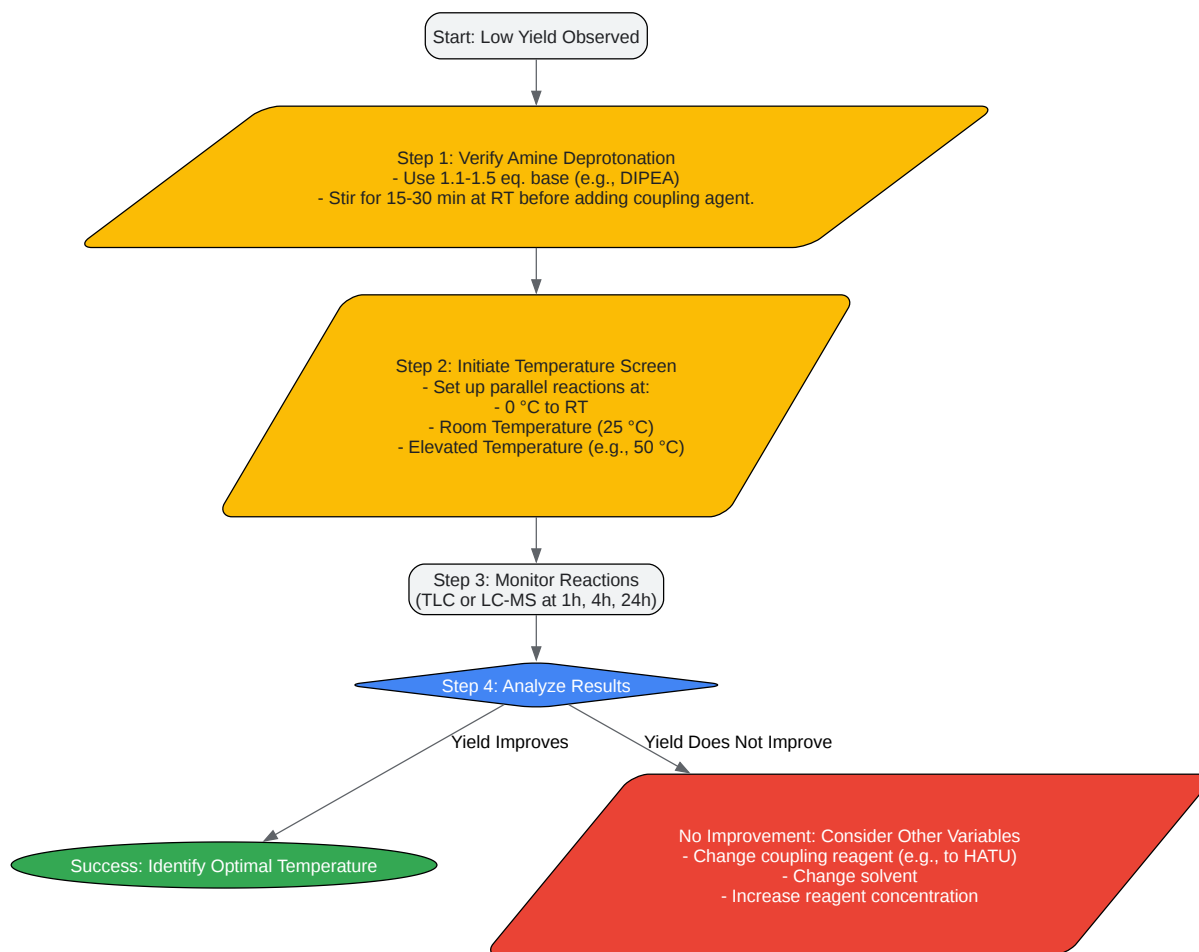 Start: Low Yield Observed
Step 1: Verify Amine Deprotonation
- Use 1.1-1.5 eq. base (e.g., DIPEA)
- Stir for 15-30 min at RT before adding coupling agent.
Step 2: Initiate Temperature Screen
- Set up parallel reactions at:
- 0 °C to RT
- Room Temperature (25 °C)
- Elevated Temperature (e.g., 50 °C)
Step 3: Monitor Reactions
(TLC or LC-MS at 1h, 4h, 24h)
Step 4: Analyze Results
Yield Improves
Yield Does Not Improve
Success: Identify Optimal Temperature
No Improvement: Consider Other Variables
- Change coupling reagent (e.g., to HATU)
- Change solvent
- Increase reagent concentration